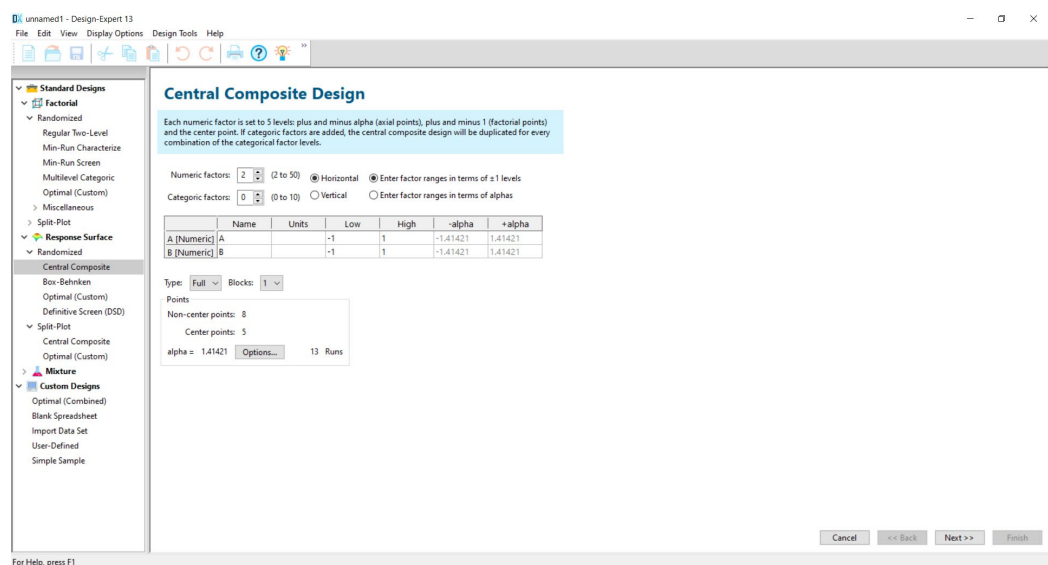 unnamed1 - Design-Expert 13
File Edit View Display Options Design Tools Help
Standard Designs
Factorial
Randomized
Regular Two-Level
Min-Run Characterize
Min-Run Screen
Multilevel Categoric
Optimal (Custom)
Miscellaneous
Split-Plot
Response Surface
Randomized
Central Composite
Box-Behnken
Optimal (Custom)
Definitive Screen (DSD)
Split-Plot
Central Composite
Optimal (Custom)
Mixture
Custom Designs
Optimal (Combined)
Blank Spreadsheet
Import Data Set
User-Defined
Simple Sample
Central Composite Design
Each numeric factor is set to 5 levels: plus and minus alpha (axial points), plus and minus 1 (factorial points)
and the center point. If categoric factors are added, the central composite design will be duplicated for every
combination of the categorical factor levels.
Numeric factors: 2 (2 to 50) Horizontal Enter factor ranges in terms of ±1 levels
Categoric factors: 0 (0 to 10) Vertical Enter factor ranges in terms of alphas
Name Units Low High -alpha +alpha
A [Numeric] A -1 1 -1.41421 1.41421
B [Numeric] B -1 1 -1.41421 1.41421
Type: Full Blocks: 1
Points
Non-center points: 8
Center points: 5
alpha = 1.41421 Options... 13 Runs
Cancel << Back Next >> Finish
For Help, press F1